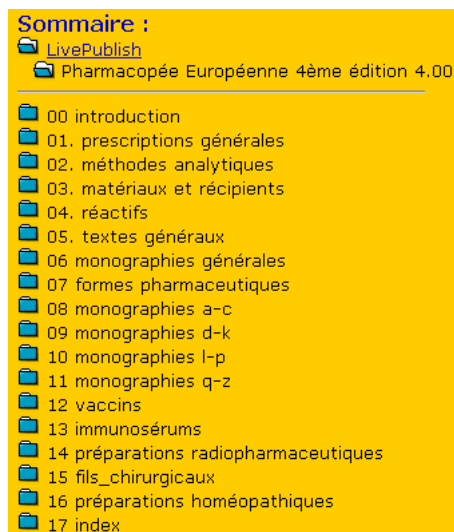 Sommaire :
LivePublish
Pharmacopée Européenne 4ème édition 4.00
00 introduction
01. prescriptions générales
02. méthodes analytiques
03. matériaux et récipients
04. réactifs
05. textes généraux
06 monographies générales
07 formes pharmaceutiques
08 monographies a-c
09 monographies d-k
10 monographies l-p
11 monographies q-z
12 vaccins
13 immunosérums
14 préparations radiopharmaceutiques
15 fils_chirurgicaux
16 préparations homéopathiques
17 index